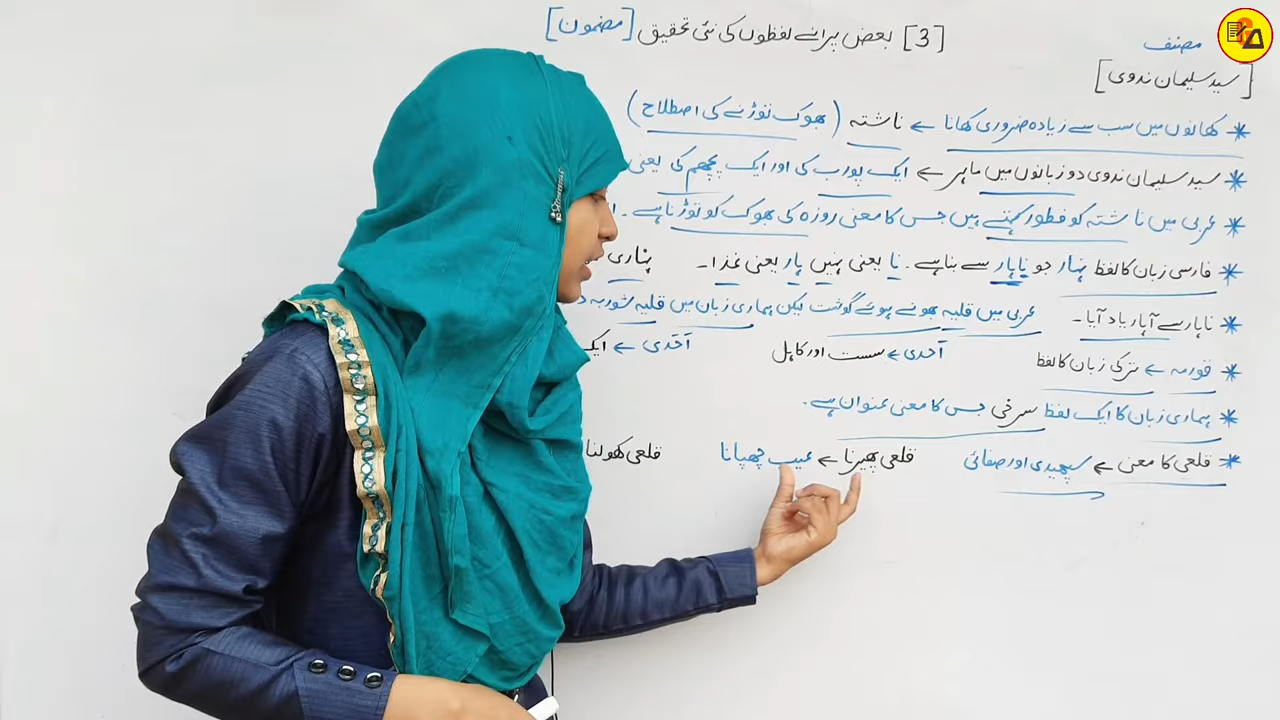 [3] بعض پرانے لفظوں کی نئی تحقیق [مضمون]
مصنف
[سید سلیمان ندوی]
* کھانوں میں سب سے زیادہ ضروری کھانا ← ناشتہ (بھوک توڑنے کی اصطلاح)
* سید سلیمان ندوی دو زبانوں میں ماہر ← ایک پورب کی اور ایک پچھم کی یعنی
* عربی میں ناشتہ کو فطور کہتے ہیں جس کا معنی روزہ کی بھوک کو توڑنا ہے۔
* فارسی زبان کا لفظ نہار جو ناہار سے بنا ہے۔ نا یعنی نہیں ہار یعنی غذا۔ نہاری
* ناہار سے آہار یاد آیا۔ عربی میں قلیہ بھونے ہوئے گوشت لیکن ہماری زبان میں قلیہ شوربہ
* قورمہ ← ترکی زبان کا لفظ آحدی ← سست اور کاہل آحدی ← ایک
* ہماری زبان کا ایک لفظ سرخی جس کا معنی عنوان ہے۔
* قلعی کا معنی ← سپھیدی اور صفائی قلعی پھیرنا ← عیب چھپانا قلعی کھولنا